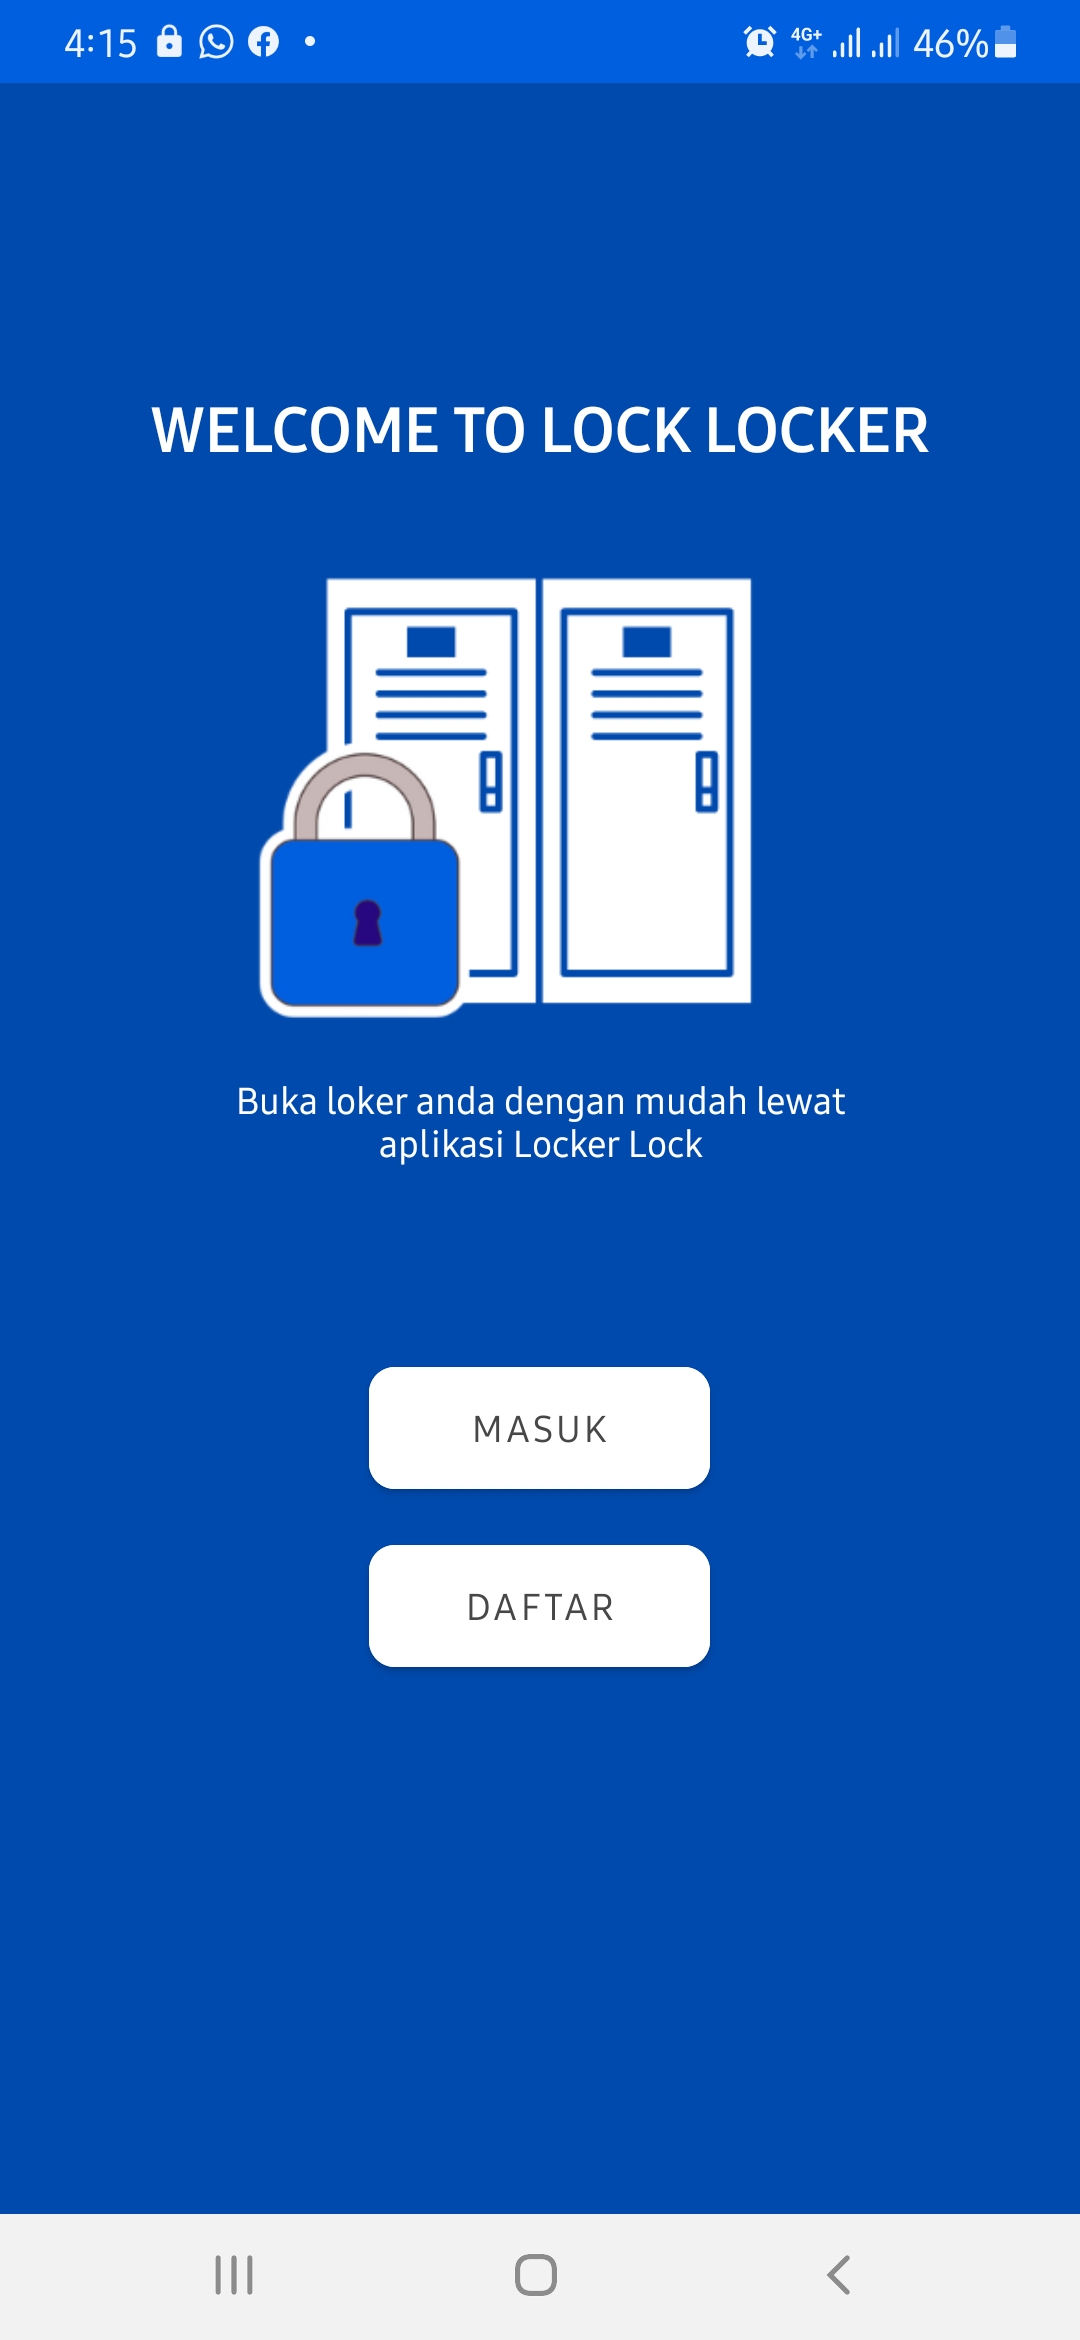 4:15 4G+ 46%
WELCOME TO LOCK LOCKER
Buka loker anda dengan mudah lewat
aplikasi Locker Lock
MASUK
DAFTAR